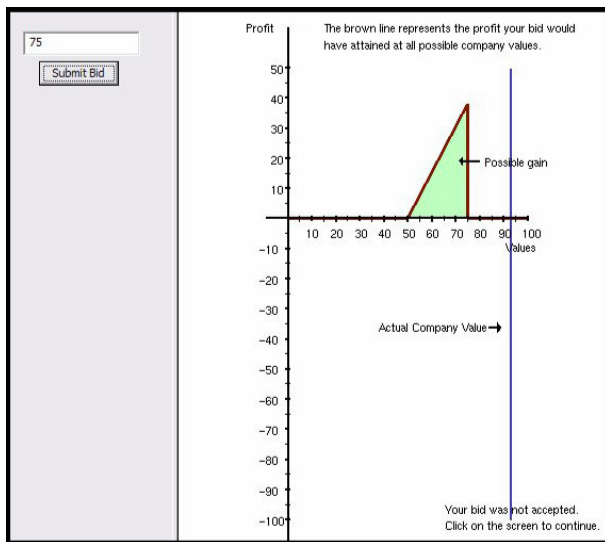 75
Submit Bid
Profit
The brown line represents the profit your bid would
have attained at all possible company values.
50
40
30
20
10
Possible gain
10 20 30 40 50 60 70 80 90 100
Values
-10
-20
-30
-40
-50
-60
-70
-80
-90
-100
Actual Company Value
Your bid was not accepted.
Click on the screen to continue.